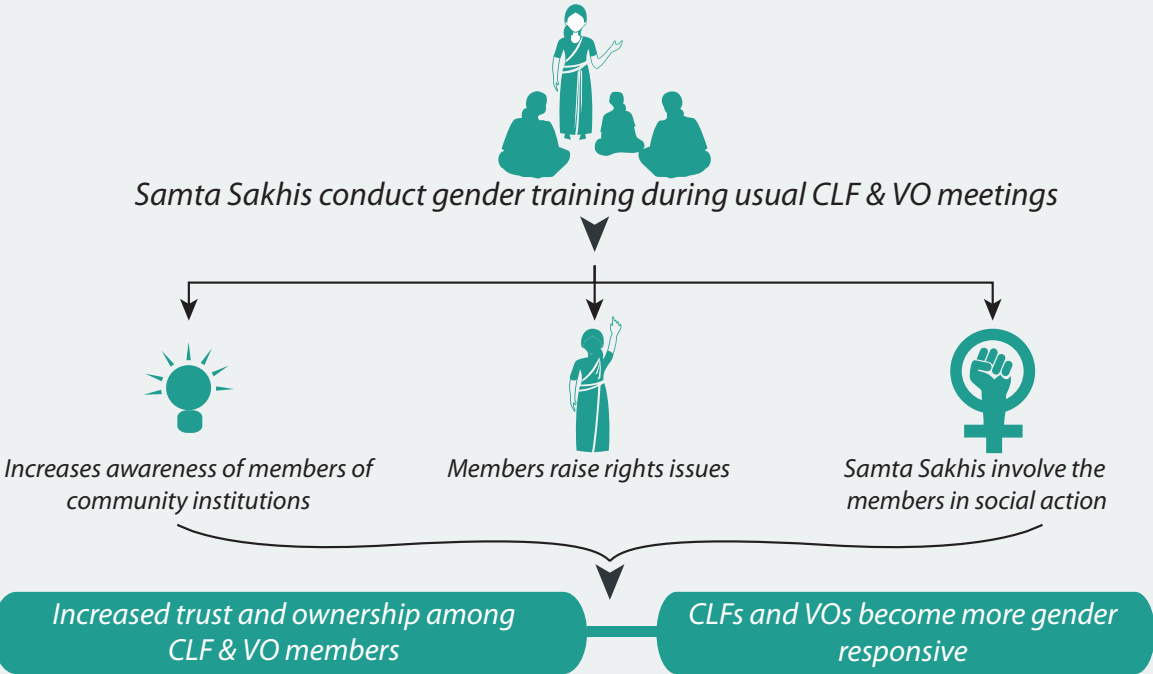 Samta Sakhis conduct gender training during usual CLF & VO meetings
Increases awareness of members of
community institutions
Members raise rights issues
Samta Sakhis involve the
members in social action
Increased trust and ownership among
CLF & VO members
CLFs and VOs become more gender
responsive